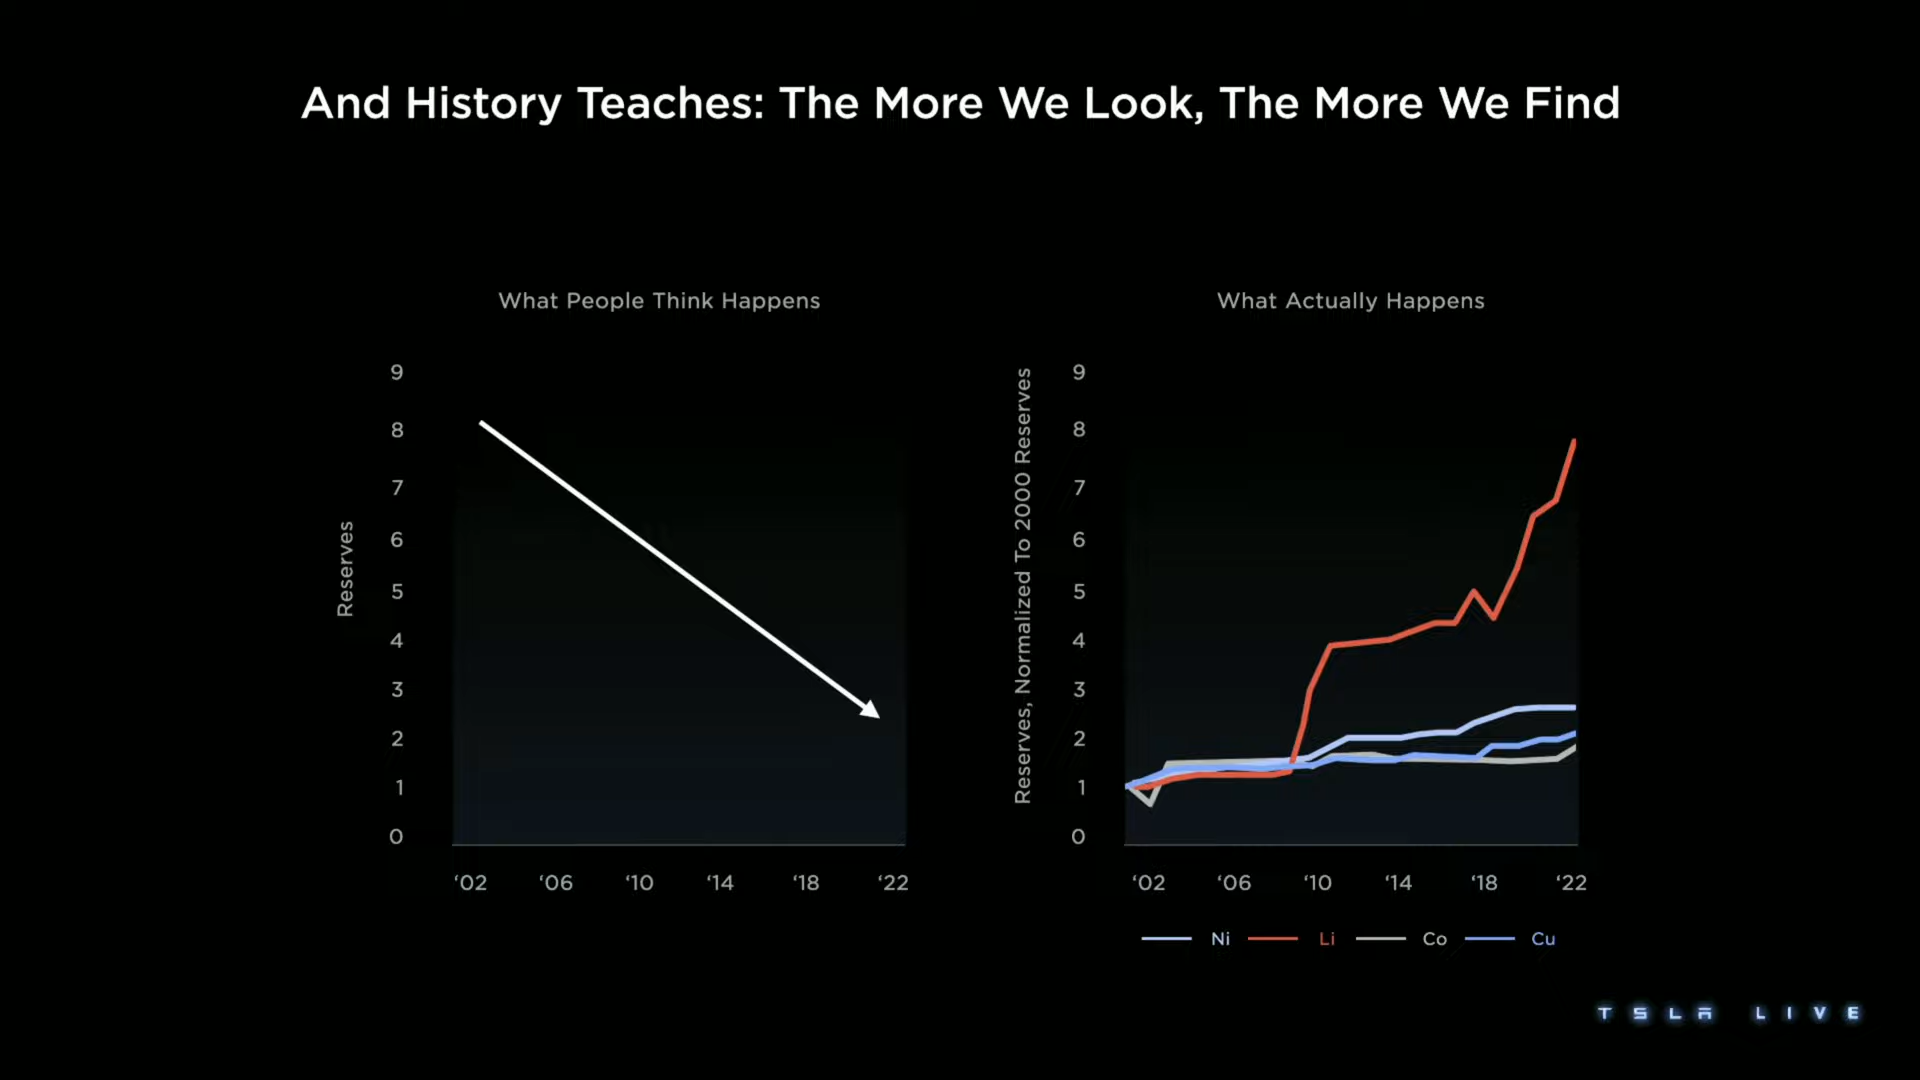 And History Teaches: The More We Look, The More We Find
What People Think Happens
Reserves
9
8
7
6
5
4
3
2
1
0
‘02 ‘06 ‘10 ‘14 ‘18 ‘22
What Actually Happens
Reserves, Normalized To 2000 Reserves
9
8
7
6
5
4
3
2
1
0
‘02 ‘06 ‘10 ‘14 ‘18 ‘22
Ni Li Co Cu
TSLA LIVE